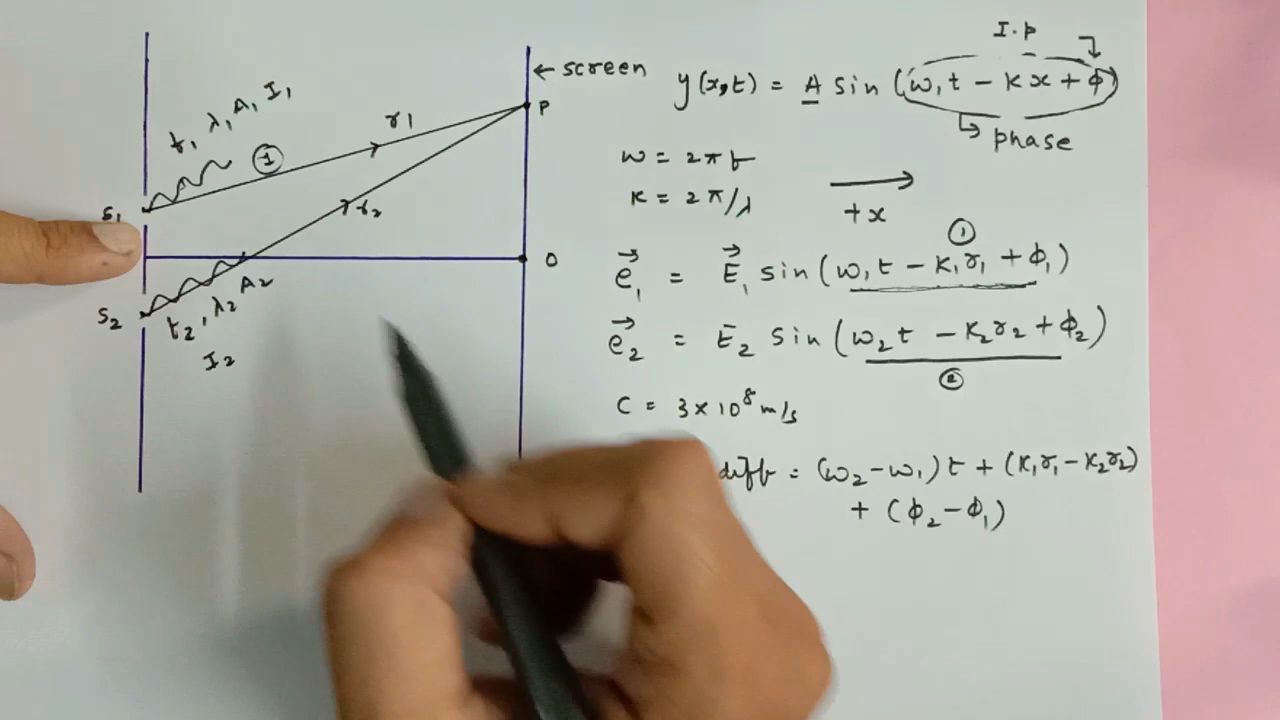 I.p
← screen
y(x,t) = A sin (ω₁t - kx + φ)
↳ phase
P
r₁
f₁ λ₁ A₁ I₁
①
ω = 2πf
k = 2π/λ
→
+x
S₁
r₂
O
①
e⃗₁ = E⃗₁ sin (ω₁t - k₁r₁ + φ₁)
S₂
f₂, λ₂ A₂
I₂
e⃗₂ = E₂ sin (ω₂t - k₂r₂ + φ₂)
②
C = 3×10⁸ m/s
diff = (ω₂-ω₁)t + (k₁r₁ - k₂r₂)
+ (φ₂-φ₁)